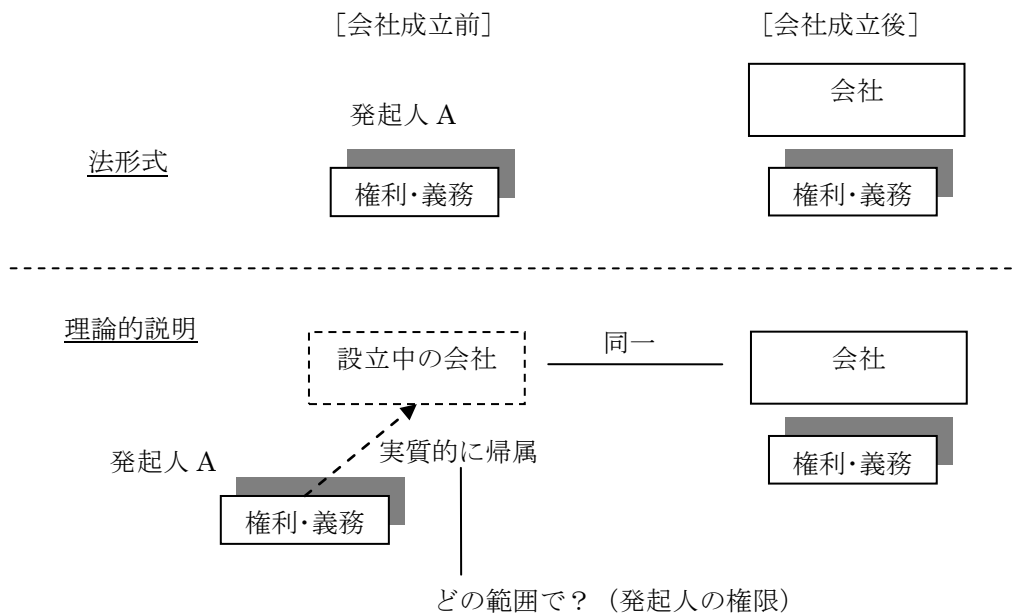 ［会社成立前］ ［会社成立後］
会社
発起人 A
法形式
権利･義務 権利･義務
理論的説明
設立中の会社 同一 会社
発起人 A 実質的に帰属
権利･義務
権利･義務
どの範囲で？（発起人の権限）